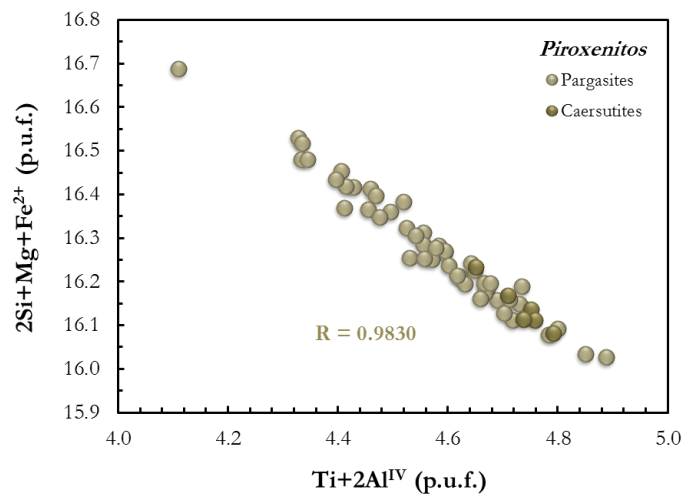 16.8
16.7
16.6
16.5
16.4
16.3
16.2
16.1
16.0
15.9
2Si+Mg+Fe²⁺ (p.u.f.)
Piroxenitos
Pargasites
Caersutites
R = 0.9830
4.0 4.2 4.4 4.6 4.8 5.0
Ti+2Alᴵⱽ (p.u.f.)